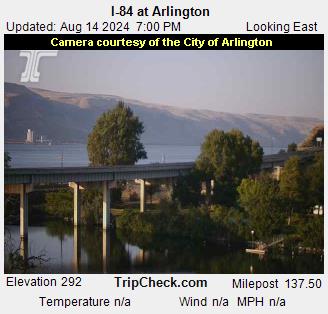 I-84 at Arlington
Updated: Aug 14 2024 7:00 PM Looking East
Camera courtesy of the City of Arlington
Elevation 292 TripCheck.com Milepost 137.50
Temperature n/a Wind n/a MPH n/a